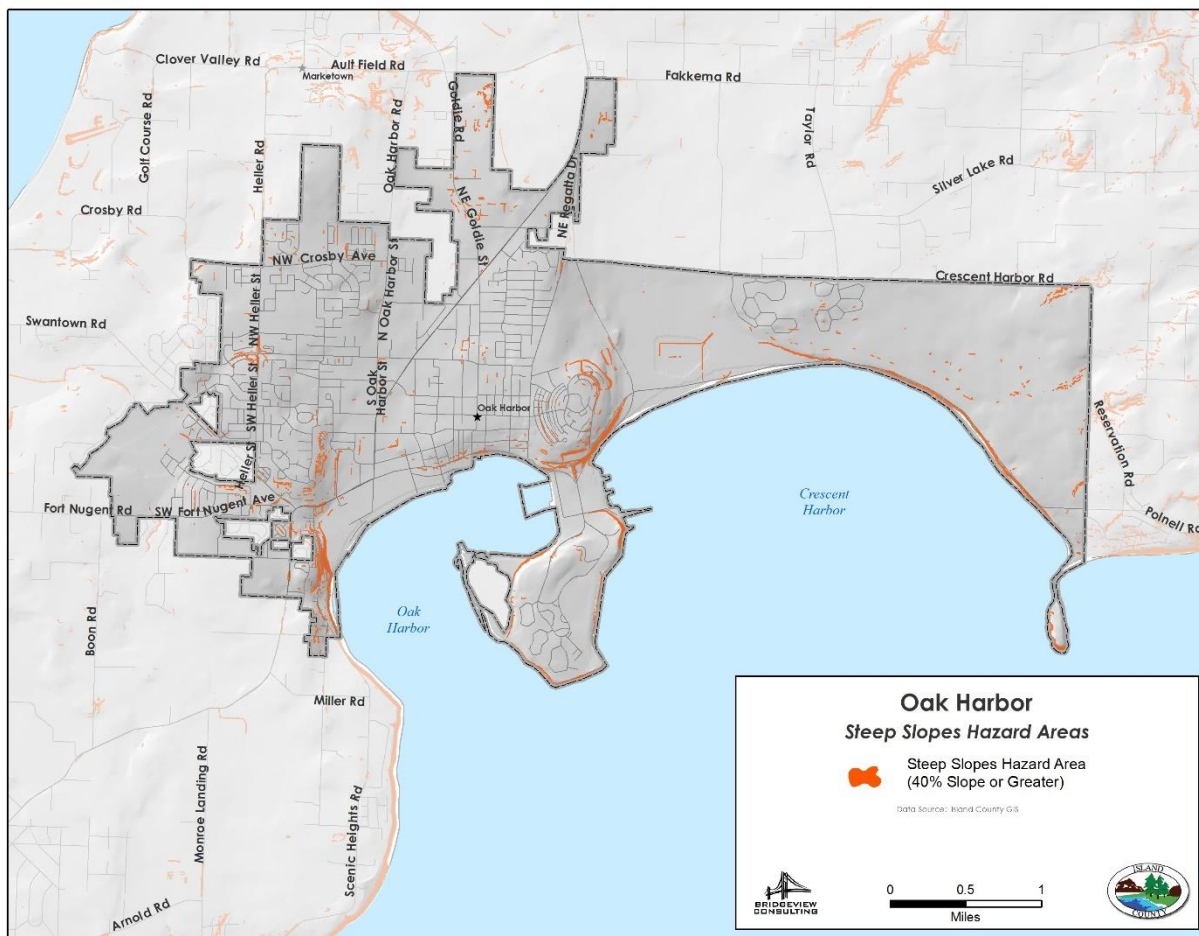 Clover Valley Rd
Ault Field Rd
Marketown
Fakkema Rd
Golf Course Rd
Heller Rd
Oak Harbor Rd
Goldie Rd
Taylor Rd
Silver Lake Rd
Crosby Rd
NE Goldie St
NE Regatta Dr
NW Crosby Ave
N Oak Harbor St
Crescent Harbor Rd
Swantown Rd
NW Heller St
SW Heller St
S Oak
Harbor St
Oak Harbor
Heller St
Reservation Rd
Fort Nugent Rd
SW Fort Nugent Ave
Crescent
Harbor
Polnell Rd
Boon Rd
Oak
Harbor
Miller Rd
Monroe Landing Rd
Scenic Heights Rd
Arnold Rd
Oak Harbor
Steep Slopes Hazard Areas
Steep Slopes Hazard Area
(40% Slope or Greater)
Data Source: Island County GIS
BRIDGEVIEW
CONSULTING
0 0.5 1
Miles
ISLAND
COUNTY